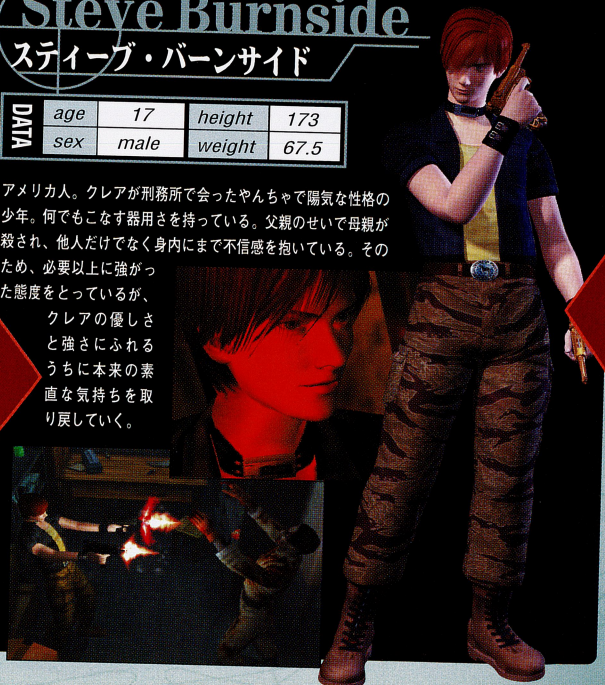 Steve Burnside
スティーブ・バーンサイド
DATA
age 17 height 173
sex male weight 67.5
アメリカ人。クレアが刑務所で会ったやんちゃで陽気な性格の
少年。何でもこなす器用さを持っている。父親のせいで母親が
殺され、他人だけでなく身内にまで不信感を抱いている。その
ため、必要以上に強がっ
た態度をとっているが、
クレアの優しさ
と強さにふれる
うちに本来の素
直な気持ちを取
り戻していく。